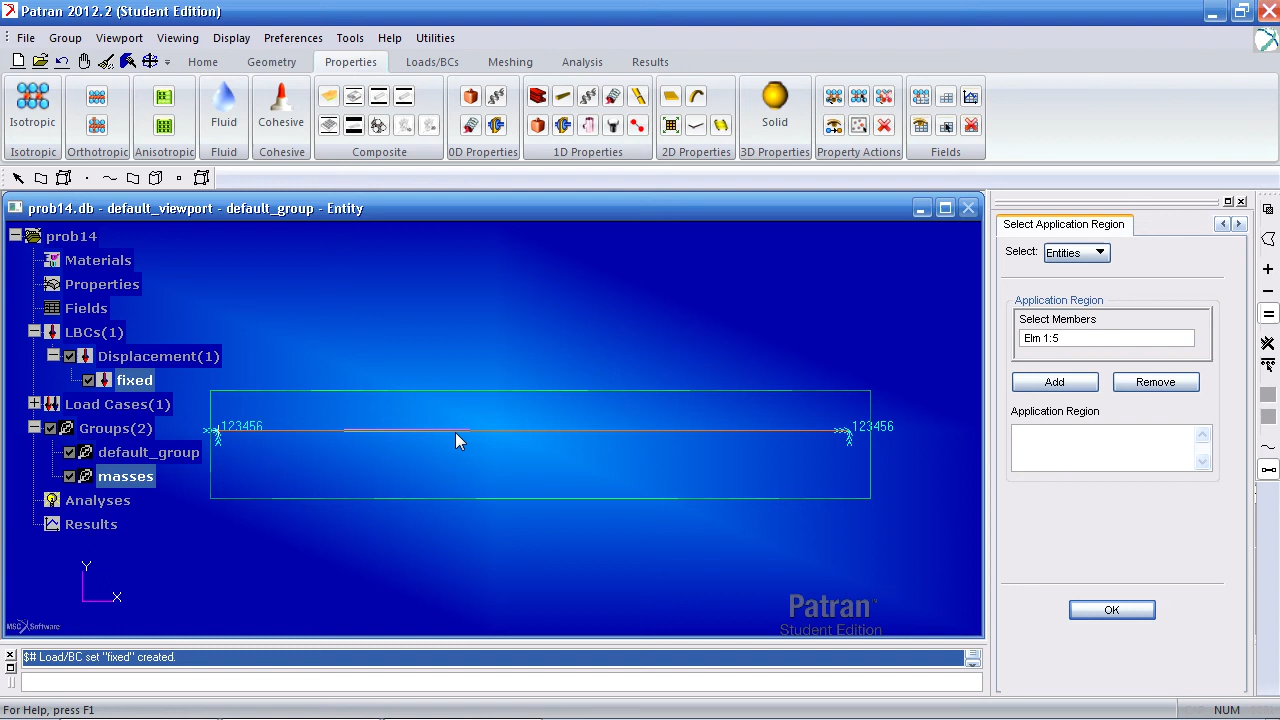 Patran 2012.2 (Student Edition)
File Group Viewport Viewing Display Preferences Tools Help Utilities
Home Geometry Properties Loads/BCs Meshing Analysis Results
Isotropic Fluid Cohesive Solid
Isotropic Orthotropic Anisotropic Fluid Cohesive Composite 0D Properties 1D Properties 2D Properties 3D Properties Property Actions Fields
prob14.db - default_viewport - default_group - Entity
prob14
Materials
Properties
Fields
LBCs(1)
Displacement(1)
fixed
Load Cases(1)
Groups(2)
default_group
masses
Analyses
Results
123456
123456
Y
X
MSC Software
Patran™
Student Edition
Select Application Region
Select: Entities
Application Region
Select Members
Elm 1:5
Add Remove
Application Region
OK
$# Load/BC set "fixed" created.
For Help, press F1
NUM